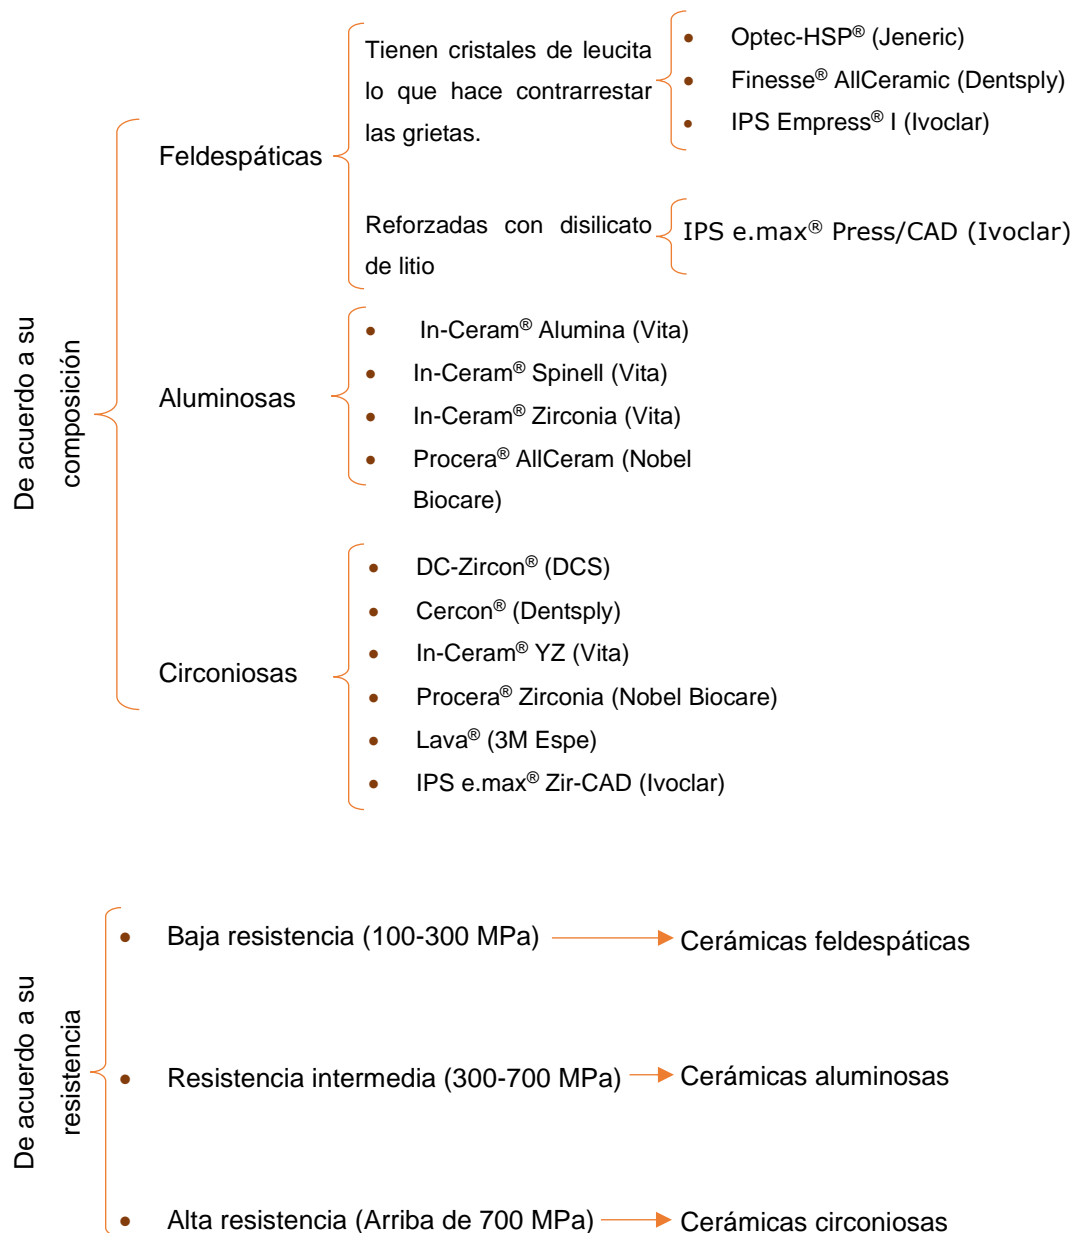 De acuerdo a su
composición
Feldespáticas
Tienen cristales de leucita
lo que hace contrarrestar
las grietas.
• Optec-HSP® (Jeneric)
• Finesse® AllCeramic (Dentsply)
• IPS Empress® I (Ivoclar)
Reforzadas con disilicato
de litio
IPS e.max® Press/CAD (Ivoclar)
Aluminosas
• In-Ceram® Alumina (Vita)
• In-Ceram® Spinell (Vita)
• In-Ceram® Zirconia (Vita)
• Procera® AllCeram (Nobel
Biocare)
Circoniosas
• DC-Zircon® (DCS)
• Cercon® (Dentsply)
• In-Ceram® YZ (Vita)
• Procera® Zirconia (Nobel Biocare)
• Lava® (3M Espe)
• IPS e.max® Zir-CAD (Ivoclar)
De acuerdo a su
resistencia
• Baja resistencia (100-300 MPa)
Cerámicas feldespáticas
• Resistencia intermedia (300-700 MPa)
Cerámicas aluminosas
• Alta resistencia (Arriba de 700 MPa)
Cerámicas circoniosas